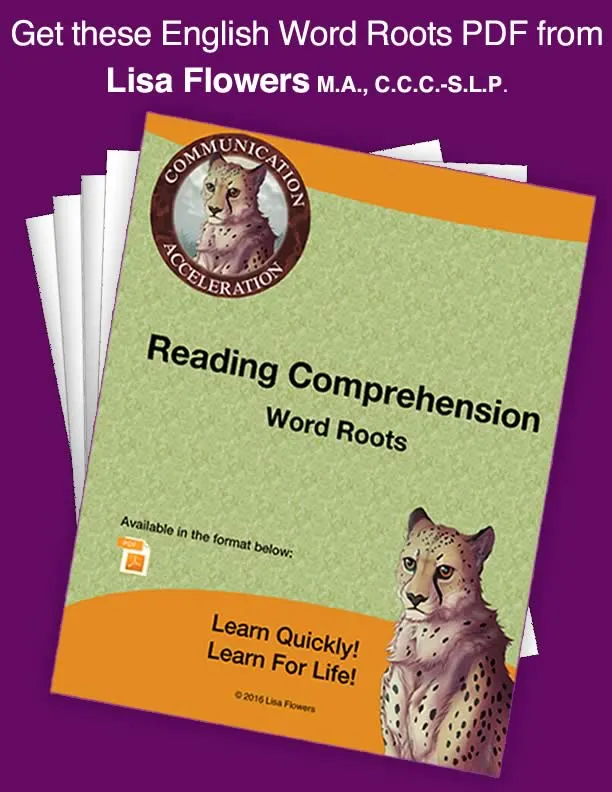 Get these English Word Roots PDF from
Lisa Flowers M.A., C.C.C.-S.L.P.
COMMUNICATION
ACCELERATION
Reading Comprehension
Word Roots
Available in the format below:
PDF
Learn Quickly!
Learn For Life!
© 2016 Lisa Flowers